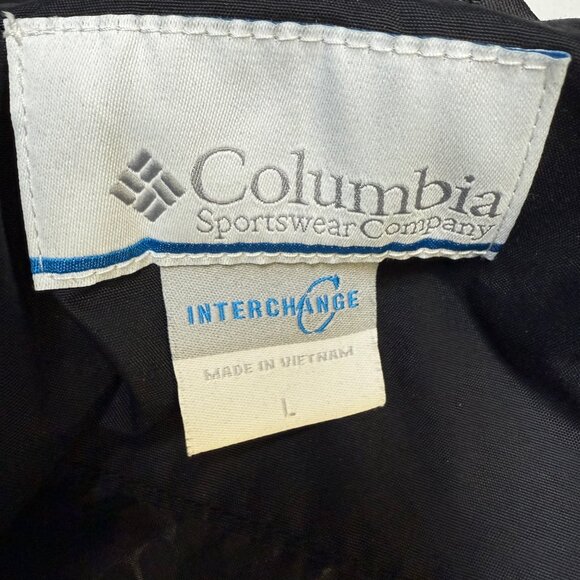 Columbia
Sportswear Company
INTERCHANGE
MADE IN VIETNAM
L